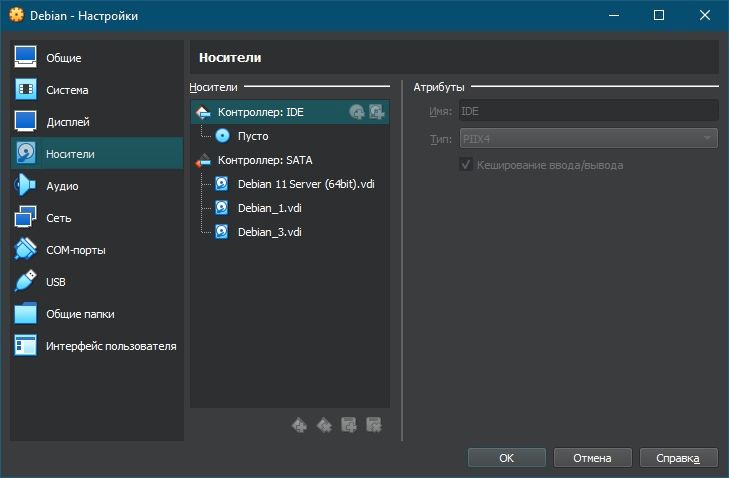 Debian - Настройки
Общие
Система
Дисплей
Носители
Аудио
Сеть
COM-порты
USB
Общие папки
Интерфейс пользователя
Носители
Носители
Контроллер: IDE
Пусто
Контроллер: SATA
Debian 11 Server (64bit).vdi
Debian_1.vdi
Debian_3.vdi
Атрибуты
Имя: IDE
Тип: PIIX4
Кеширование ввода/вывода
OK
Отмена
Справка